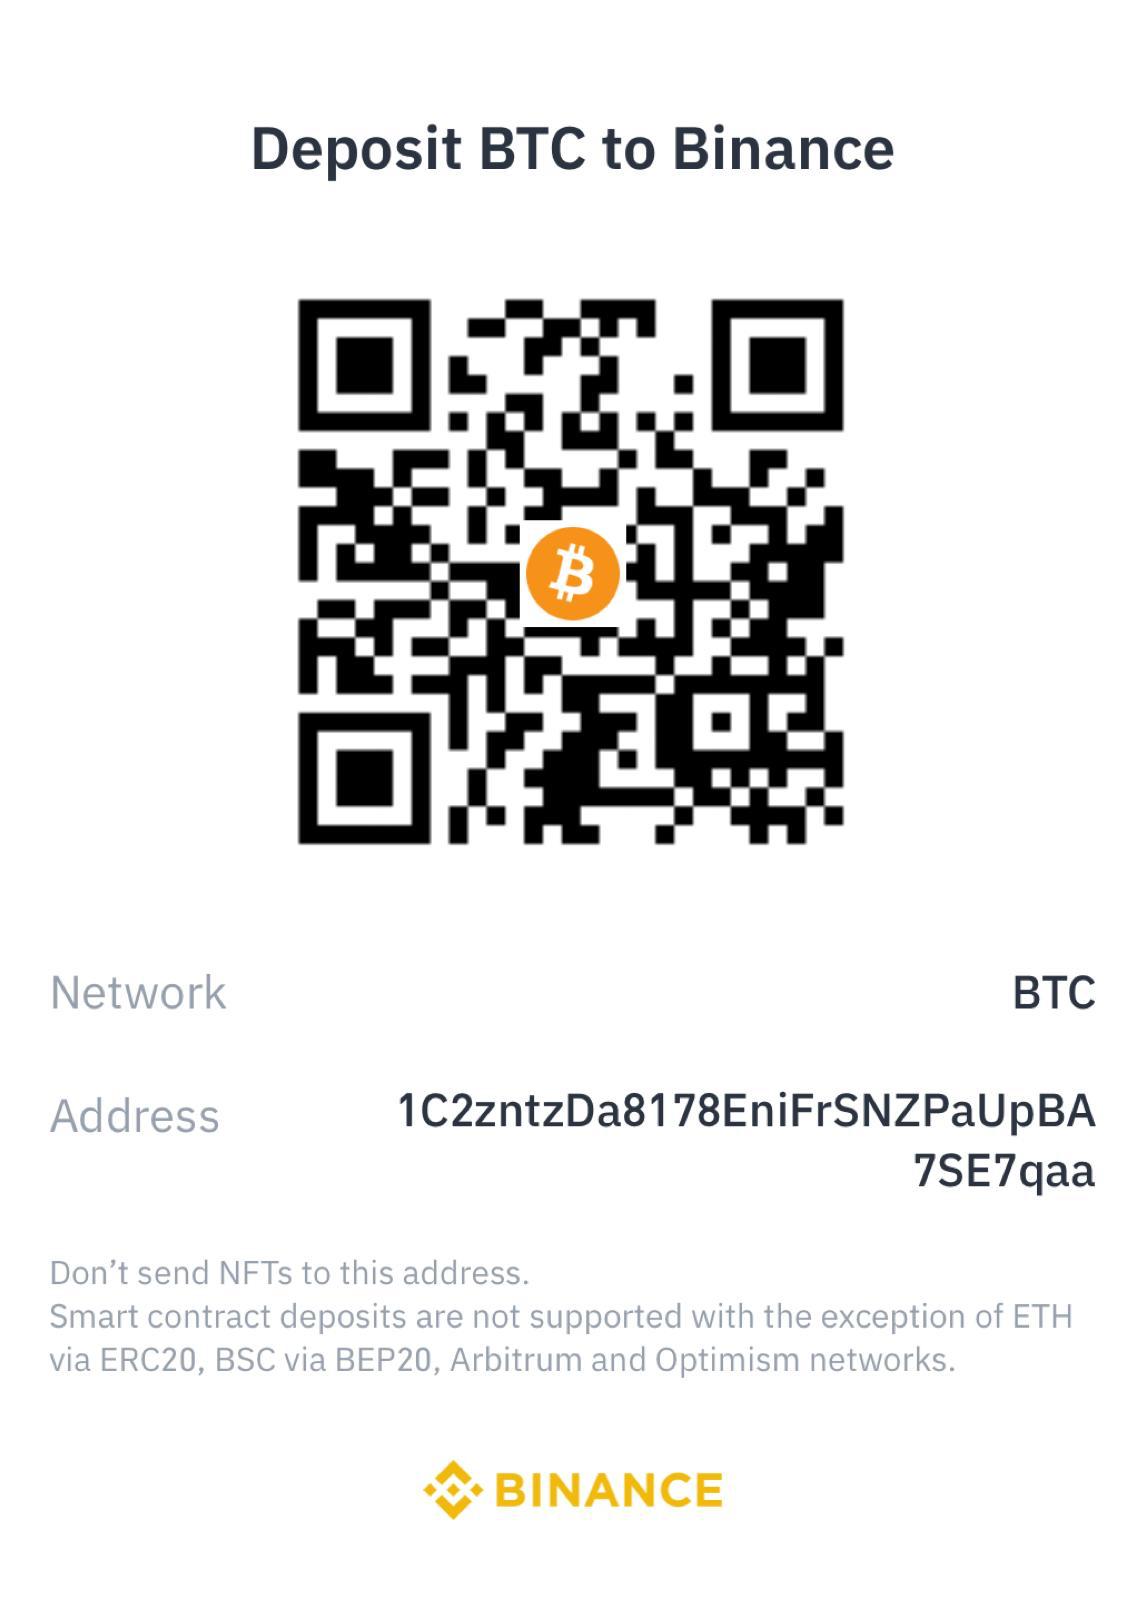 Deposit BTC to Binance
Network
BTC
Address
1C2zntzDa8178EniFrSNZPaUpBA
7SE7qaa
Don’t send NFTs to this address.
Smart contract deposits are not supported with the exception of ETH
via ERC20, BSC via BEP20, Arbitrum and Optimism networks.
BINANCE